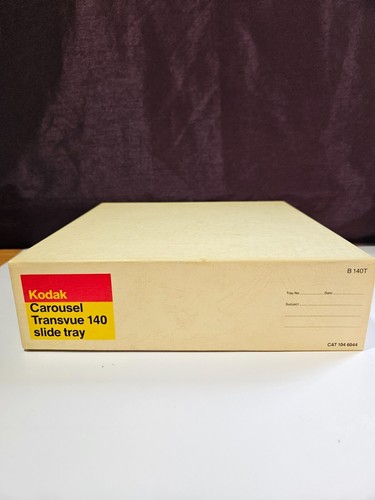 B 140T
Kodak
Carousel
Transvue 140
slide tray
Tray No. Date
Subject
CAT 194 6044